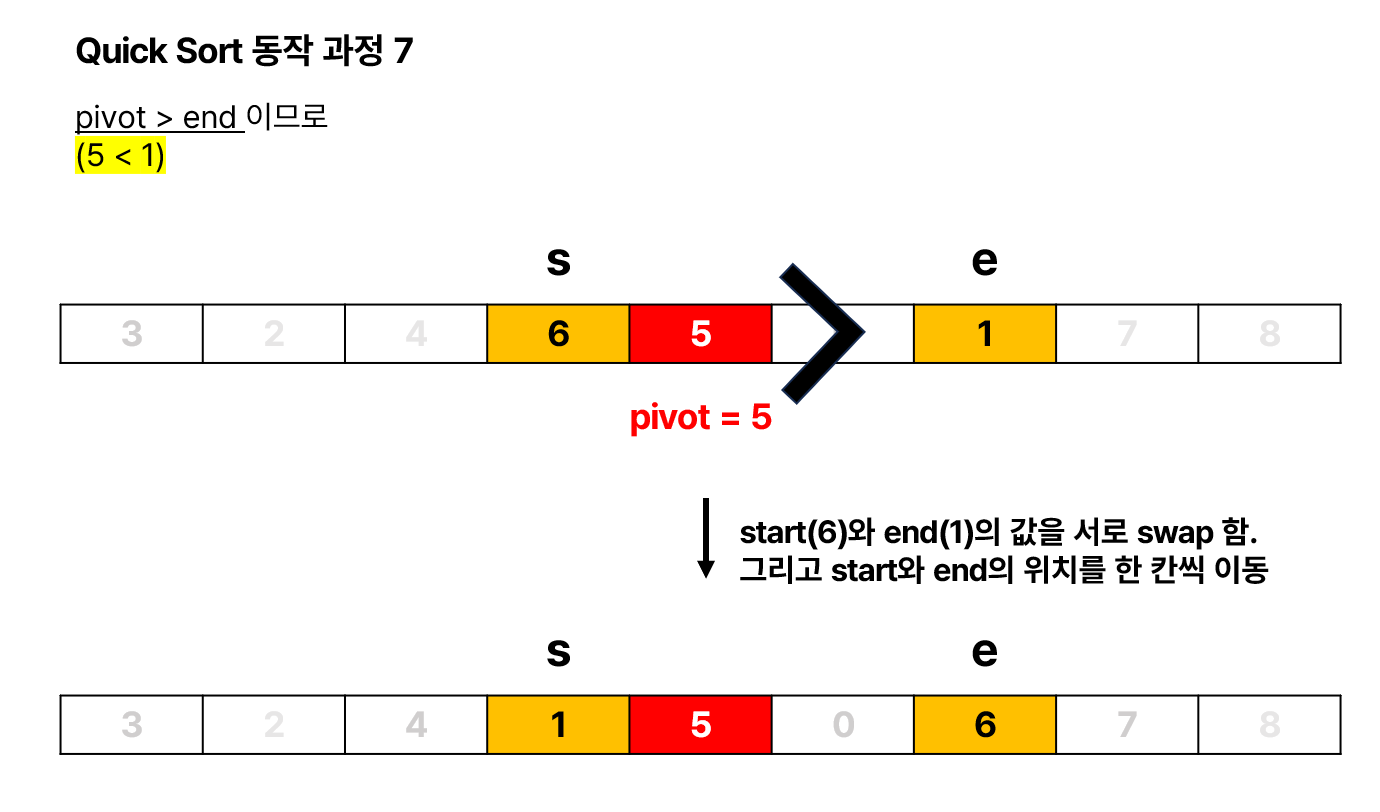 Quick Sort 동작 과정 7
pivot > end 이므로
(5 < 1)
s e
3 2 4 6 5 1 7 8
pivot = 5
start(6)와 end(1)의 값을 서로 swap 함.
그리고 start와 end의 위치를 한 칸씩 이동
s e
3 2 4 1 5 0 6 7 8